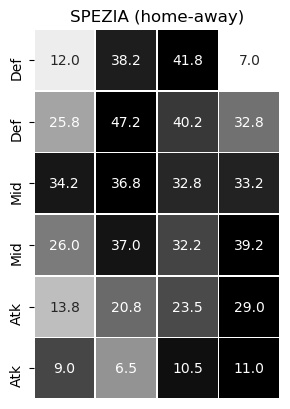 SPEZIA (home-away)
Def 12.0 38.2 41.8 7.0
Def 25.8 47.2 40.2 32.8
Mid 34.2 36.8 32.8 33.2
Mid 26.0 37.0 32.2 39.2
Atk 13.8 20.8 23.5 29.0
Atk 9.0 6.5 10.5 11.0